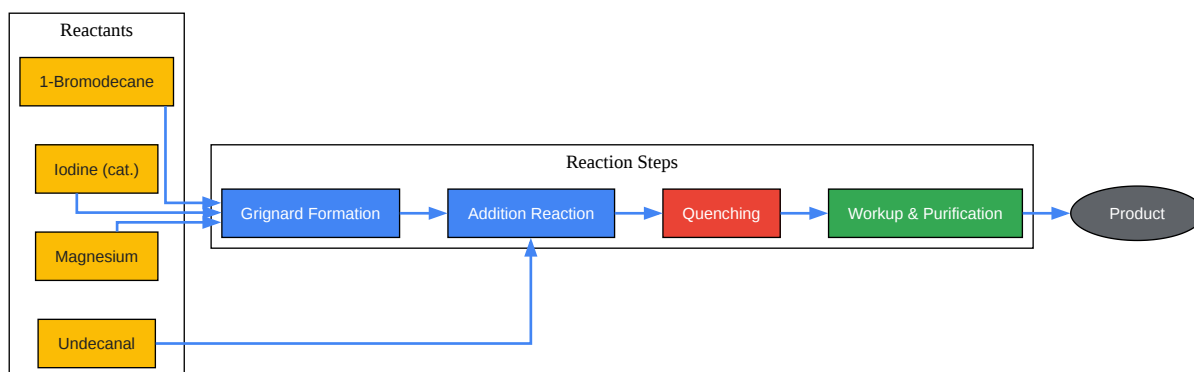 Reactants
1-Bromodecane
Iodine (cat.)
Magnesium
Undecanal
Reaction Steps
Grignard Formation
Addition Reaction
Quenching
Workup & Purification
Product